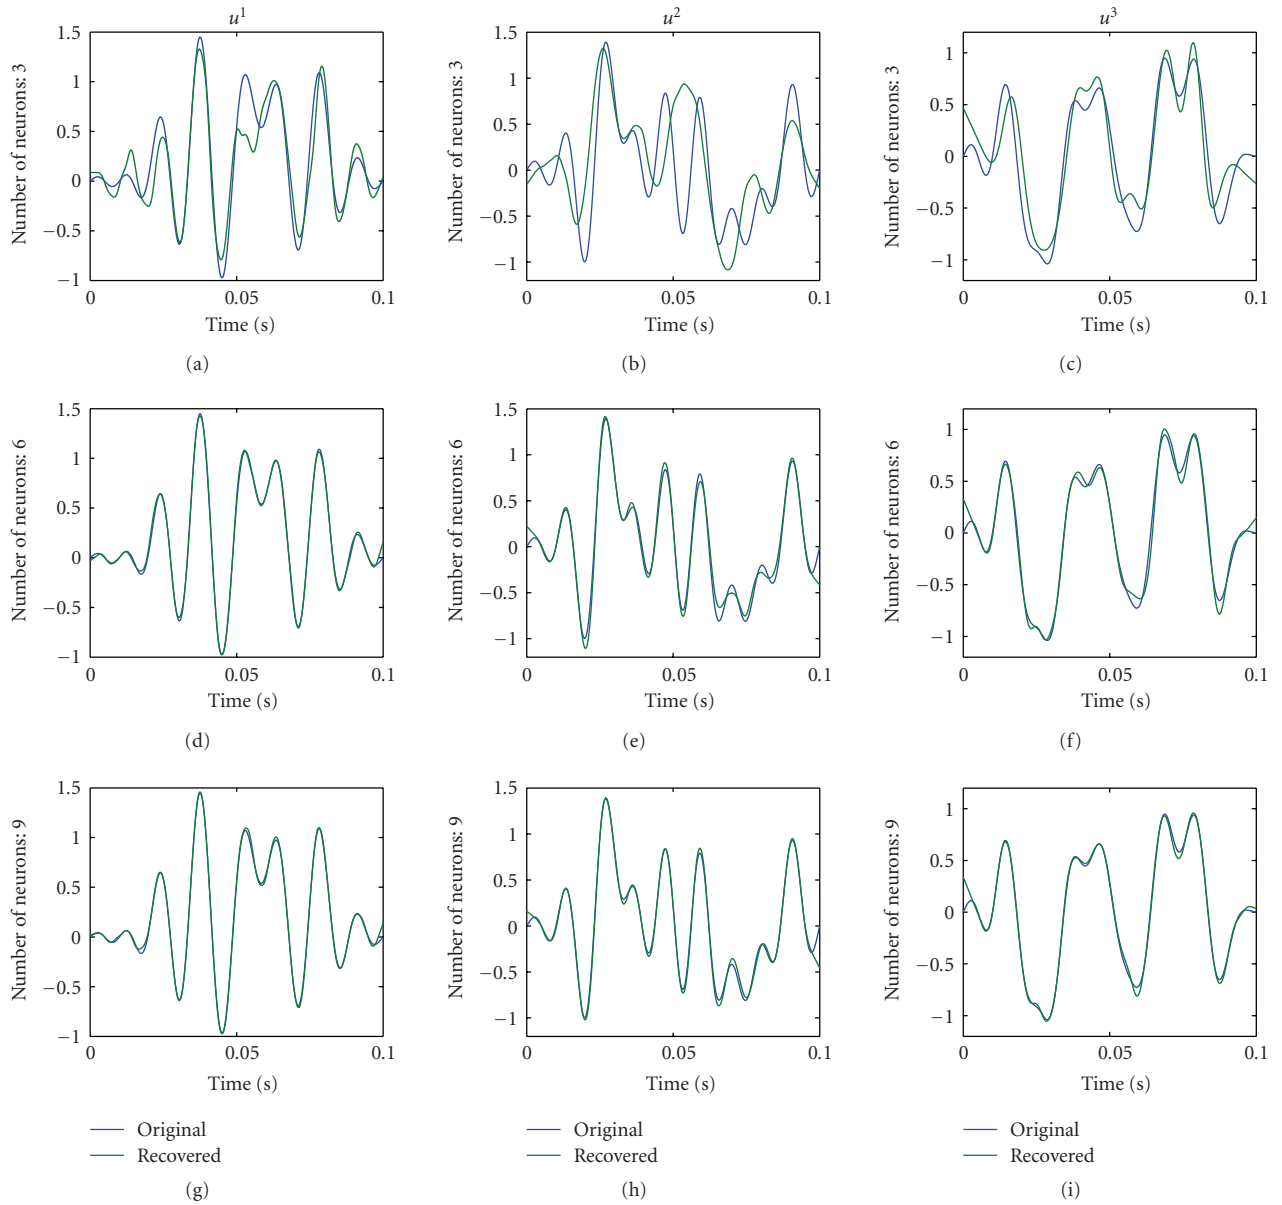 u¹
u²
u³
Number of neurons: 3
1.5
1
0.5
0
−0.5
−1
0
0.05
0.1
Time (s)
(a)
Number of neurons: 3
1.5
1
0.5
0
−0.5
−1
0
0.05
0.1
Time (s)
(b)
Number of neurons: 3
1
0.5
0
−0.5
−1
0
0.05
0.1
Time (s)
(c)
Number of neurons: 6
1.5
1
0.5
0
−0.5
−1
0
0.05
0.1
Time (s)
(d)
Number of neurons: 6
1.5
1
0.5
0
−0.5
−1
0
0.05
0.1
Time (s)
(e)
Number of neurons: 6
1
0.5
0
−0.5
−1
0
0.05
0.1
Time (s)
(f)
Number of neurons: 9
1.5
1
0.5
0
−0.5
−1
0
0.05
0.1
Time (s)
Original
Recovered
(g)
Number of neurons: 9
1.5
1
0.5
0
−0.5
−1
0
0.05
0.1
Time (s)
Original
Recovered
(h)
Number of neurons: 9
1
0.5
0
−0.5
−1
0
0.05
0.1
Time (s)
Original
Recovered
(i)